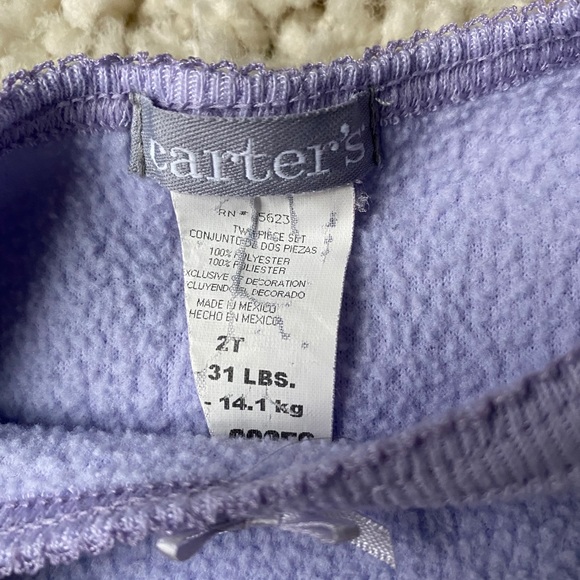 carter's
RN # 5623
TWO-PIECE SET
CONJUNTO DE DOS PIEZAS
100% POLYESTER
100% POLIESTER
EXCLUSIVE OF DECORATION
EXCLUYENDO EL DECORADO
MADE IN MEXICO
HECHO EN MEXICO
2T
31 LBS.
- 14.1 kg